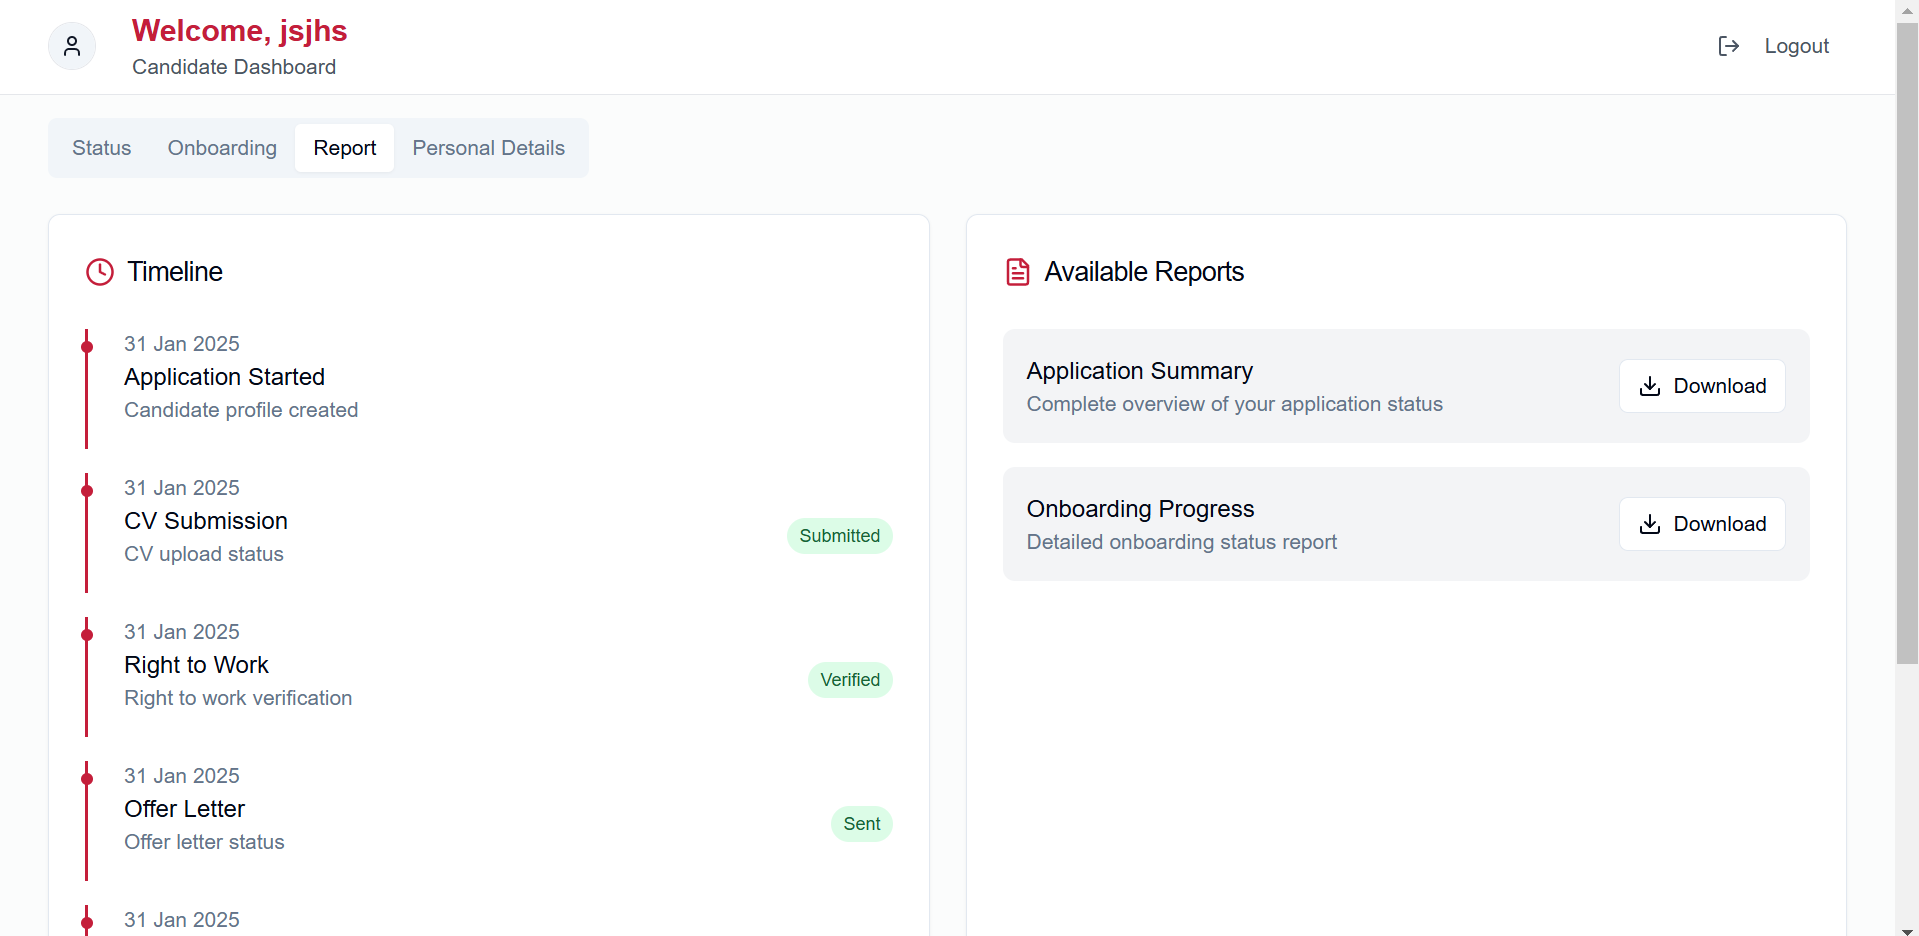 Welcome, jsjhs
Candidate Dashboard
Logout
Status
Onboarding
Report
Personal Details
Timeline
31 Jan 2025
Application Started
Candidate profile created
31 Jan 2025
CV Submission
CV upload status
Submitted
31 Jan 2025
Right to Work
Right to work verification
Verified
31 Jan 2025
Offer Letter
Offer letter status
Sent
31 Jan 2025
Available Reports
Application Summary
Complete overview of your application status
Download
Onboarding Progress
Detailed onboarding status report
Download